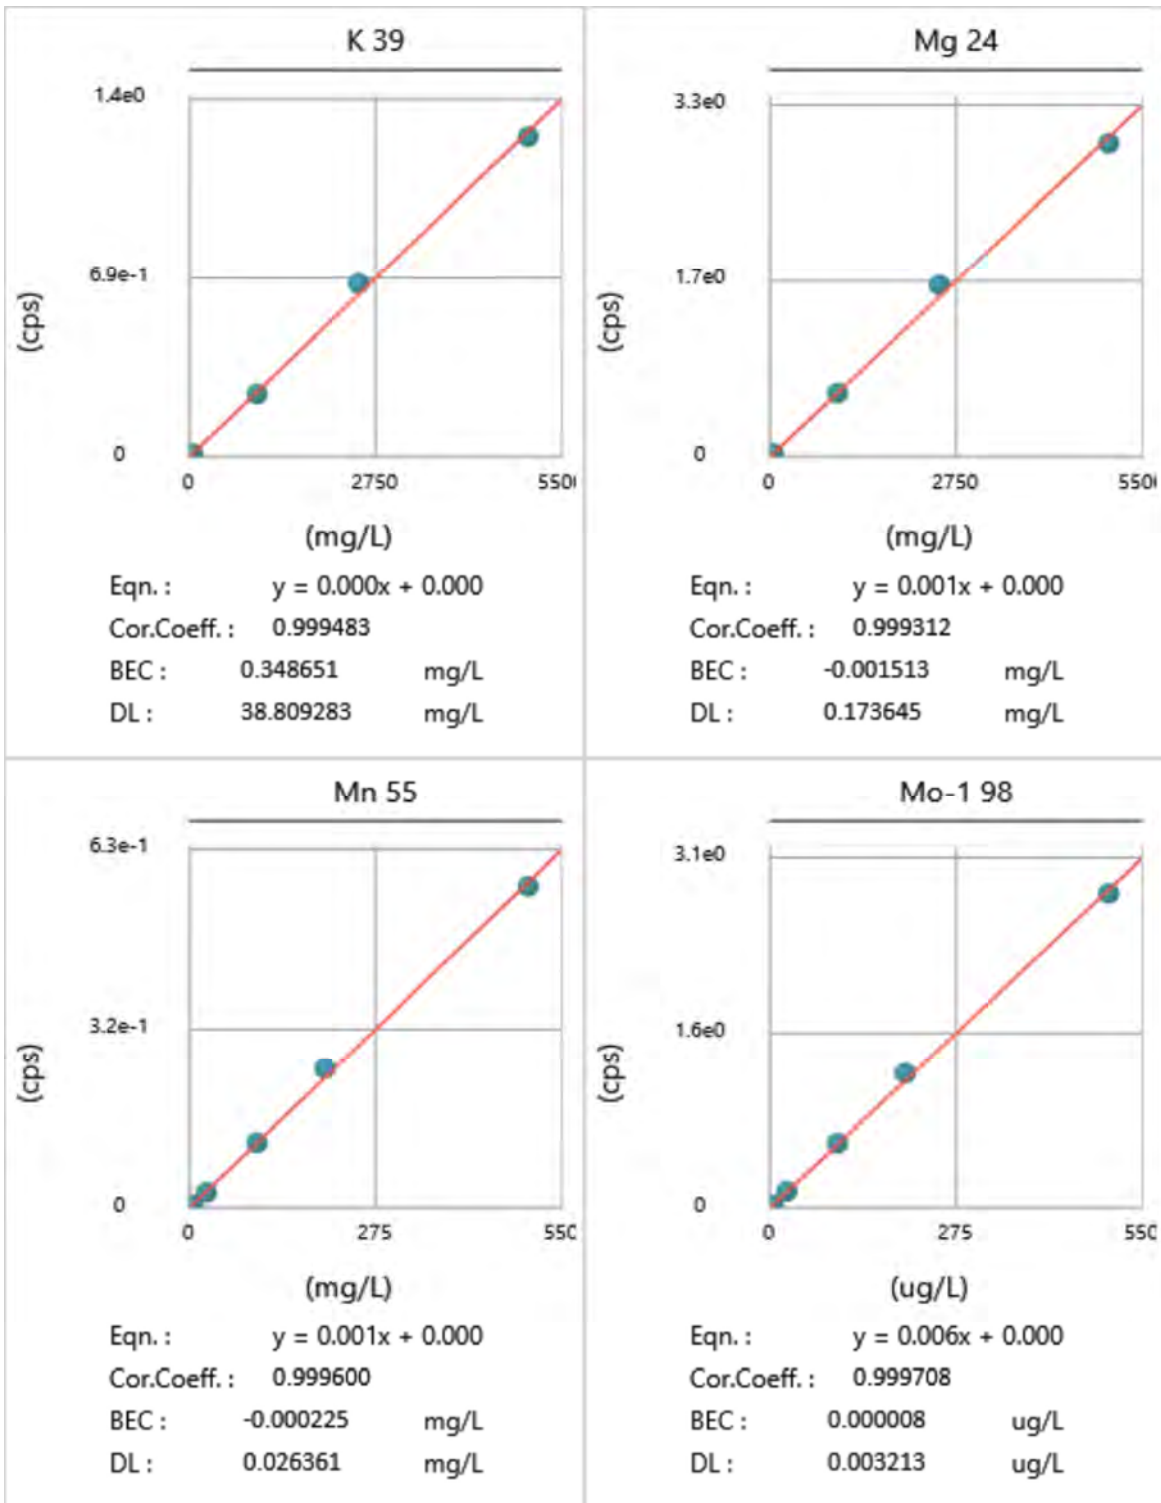 K 39
1.4e0
6.9e-1
0
(cps)
0 2750 550
(mg/L)
Eqn. : y = 0.000x + 0.000
Cor.Coeff. : 0.999483
BEC : 0.348651 mg/L
DL : 38.809283 mg/L
Mg 24
3.3e0
1.7e0
0
(cps)
0 2750 550
(mg/L)
Eqn. : y = 0.001x + 0.000
Cor.Coeff. : 0.999312
BEC : -0.001513 mg/L
DL : 0.173645 mg/L
Mn 55
6.3e-1
3.2e-1
0
(cps)
0 275 550
(mg/L)
Eqn. : y = 0.001x + 0.000
Cor.Coeff. : 0.999600
BEC : -0.000225 mg/L
DL : 0.026361 mg/L
Mo-1 98
3.1e0
1.6e0
0
(cps)
0 275 550
(ug/L)
Eqn. : y = 0.006x + 0.000
Cor.Coeff. : 0.999708
BEC : 0.000008 ug/L
DL : 0.003213 ug/L